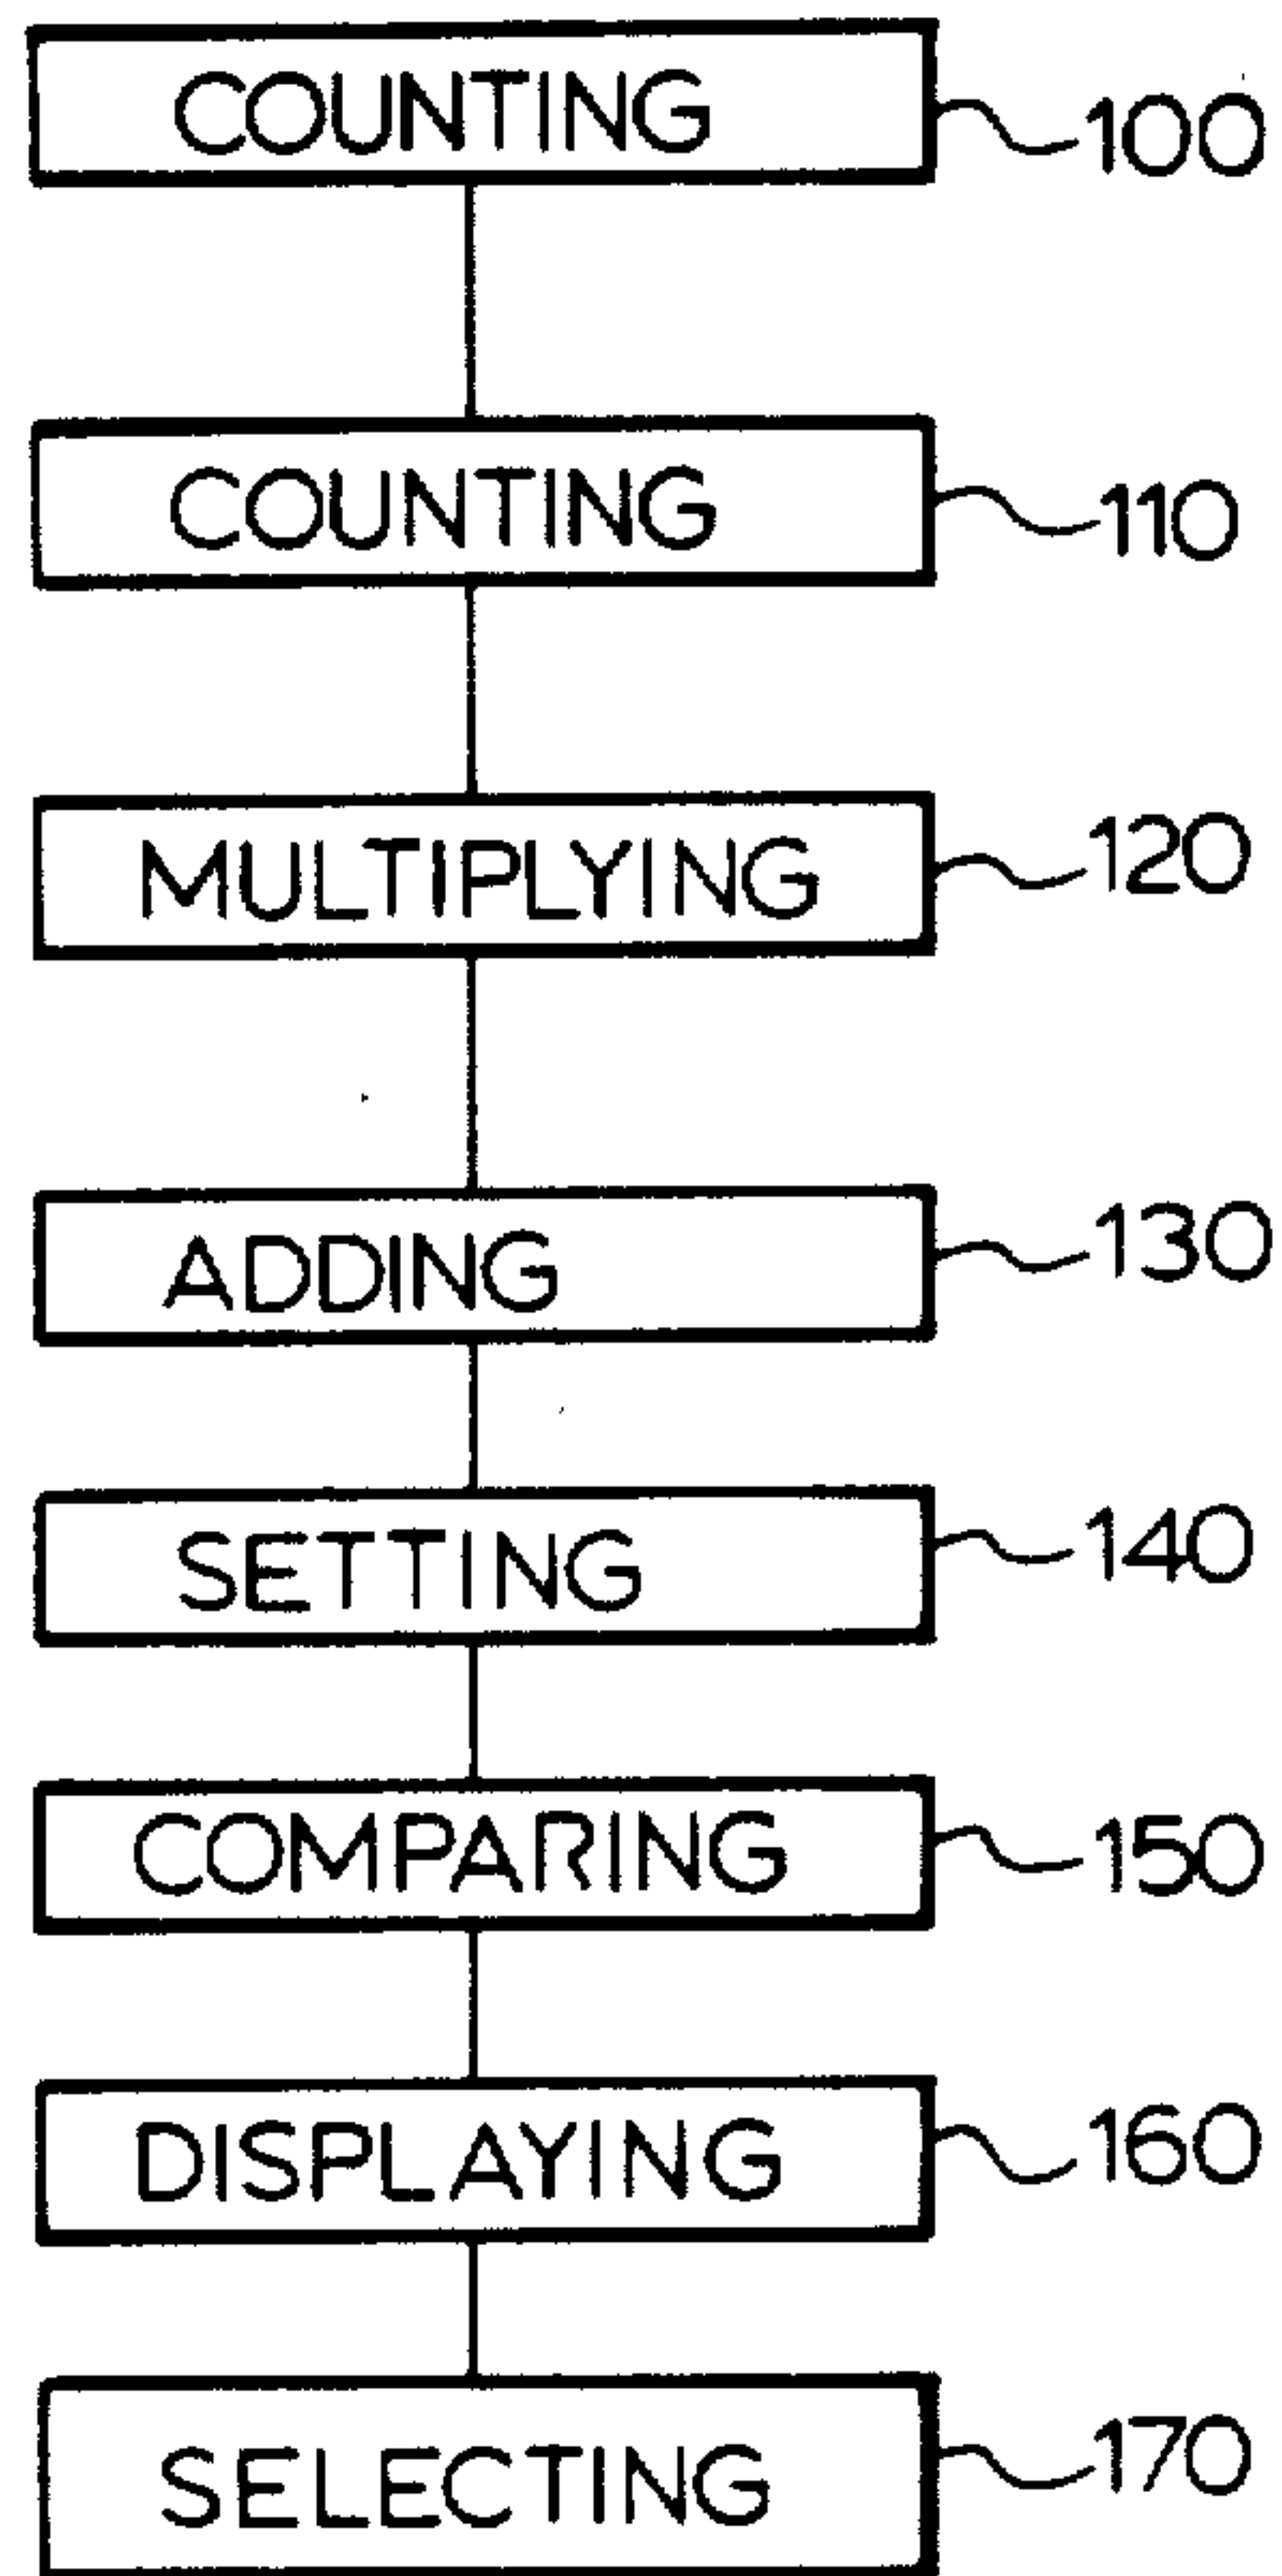 COUNTING 100
COUNTING 110
MULTIPLYING 120
ADDING 130
SETTING 140
COMPARING 150
DISPLAYING 160
SELECTING 170